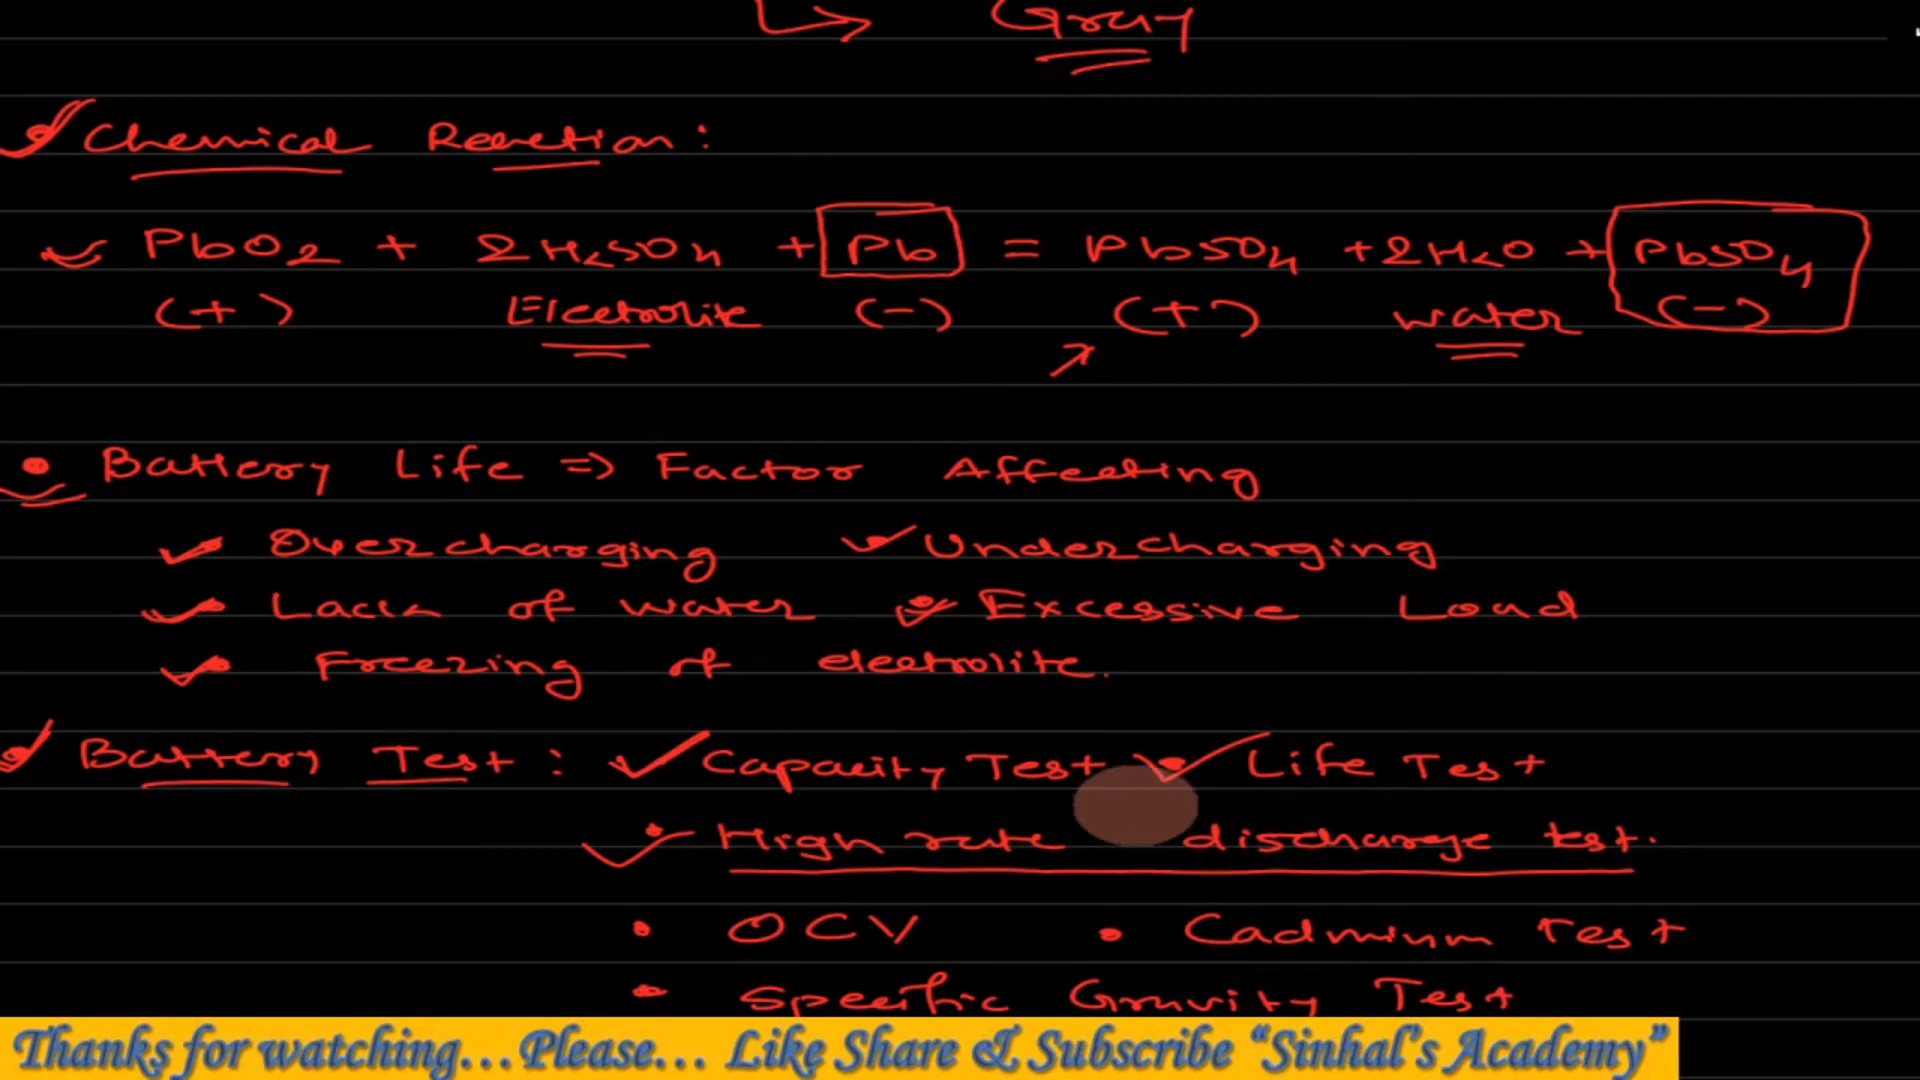 ↳ Gray
Chemical Reaction:
PbO2 + 2H2SO4 + Pb = PbSO4 + 2H2O + PbSO4
(+) Electrolite (-) (+) water (-)
• Battery Life => Factor Affecting
Overcharging Undercharging
Lack of water Excessive Load
Freezing of electrolite.
Battery Test: Capacity Test Life Test
High rate discharge test.
• OCV • Cadmium Test
• Specific Gravity Test
Thanks for watching... Please... Like Share & Subscribe "Sinhal's Academy"